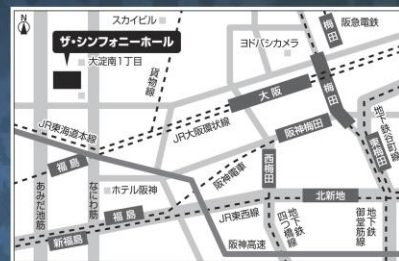 N
スカイビル
ザ・シンフォニーホール
大淀南1丁目
貨物線
ヨドバシカメラ
梅田
阪急電鉄
大阪
梅田
地下鉄谷町線
JR東海道本線
JR大阪環状線
阪神梅田
東梅田
福島
西梅田
阪神電車
あみだ池筋
なにわ筋
ホテル阪神
北新地
福島
JR東西線
新福島
阪神高速
地下鉄
四つ橋線
地下鉄
御堂筋線